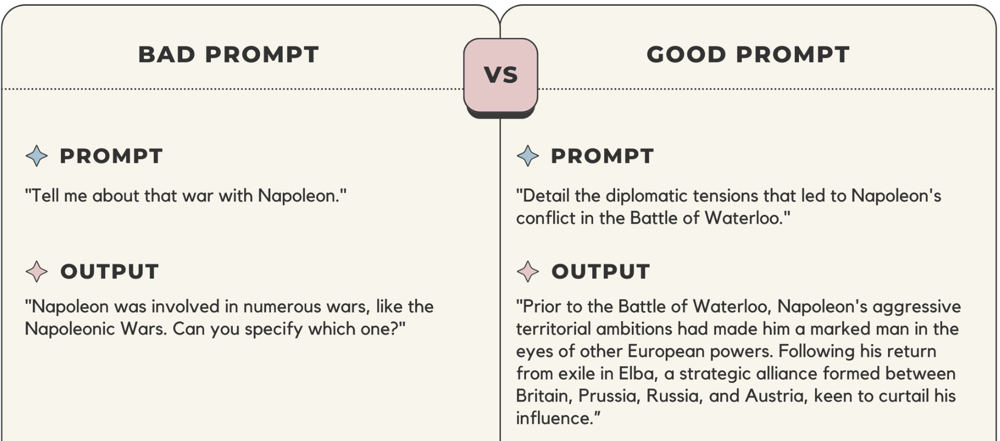 BAD PROMPT
VS
GOOD PROMPT
PROMPT
"Tell me about that war with Napoleon."
OUTPUT
"Napoleon was involved in numerous wars, like the
Napoleonic Wars. Can you specify which one?"
PROMPT
"Detail the diplomatic tensions that led to Napoleon's
conflict in the Battle of Waterloo."
OUTPUT
"Prior to the Battle of Waterloo, Napoleon's aggressive
territorial ambitions had made him a marked man in the
eyes of other European powers. Following his return
from exile in Elba, a strategic alliance formed between
Britain, Prussia, Russia, and Austria, keen to curtail his
influence.”